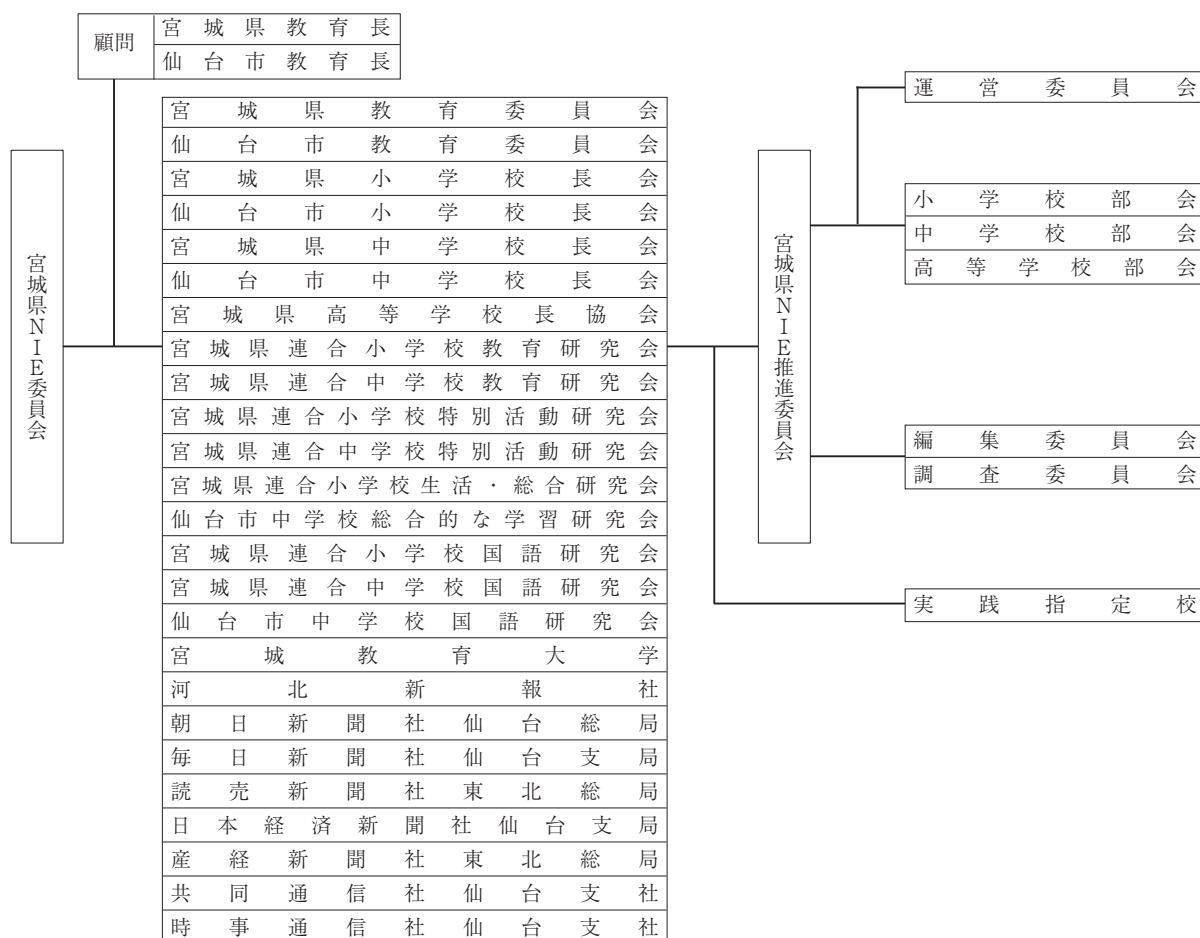 顧問
宮城県教育長
仙台市教育長
宮城県NIE委員会
宮城県教育委員会
仙台市教育委員会
宮城県小学校長会
仙台市小学校長会
宮城県中学校長会
仙台市中学校長会
宮城県高等学校長協会
宮城県連合小学校教育研究会
宮城県連合中学校教育研究会
宮城県連合小学校特別活動研究会
宮城県連合中学校特別活動研究会
宮城県連合小学校生活・総合研究会
仙台市中学校総合的な学習研究会
宮城県連合小学校国語研究会
宮城県連合中学校国語研究会
仙台市中学校国語研究会
宮城教育大学
河北新報社
朝日新聞社仙台総局
毎日新聞社仙台支局
読売新聞社東北総局
日本経済新聞社仙台支局
産経新聞社東北総局
共同通信社仙台支社
時事通信社仙台支社
宮城県NIE推進委員会
運営委員会
小学校部会
中学校部会
高等学校部会
編集委員会
調査委員会
実践指定校